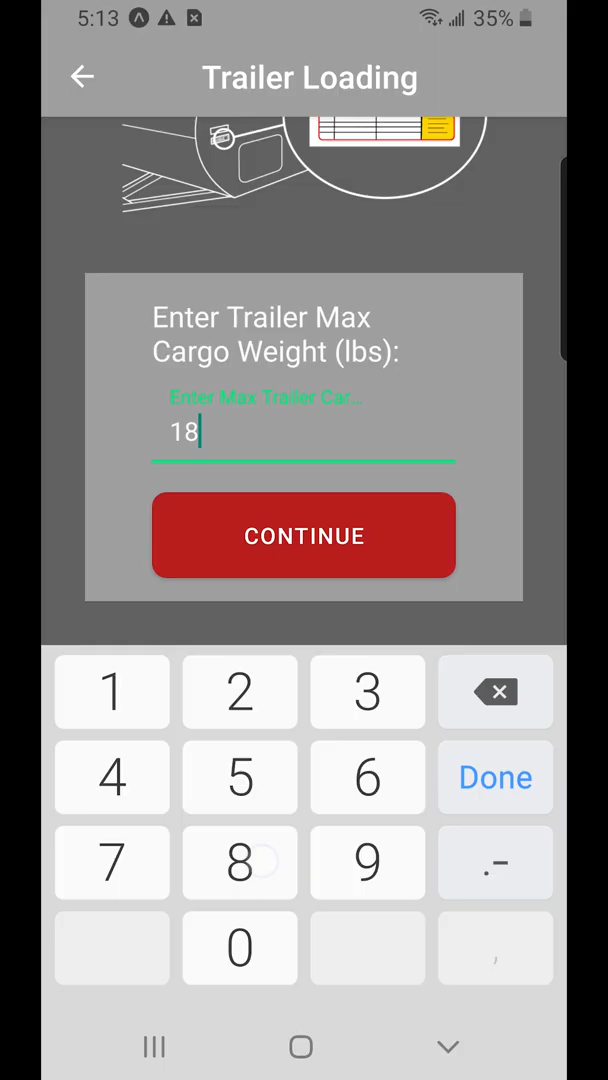 5:13
35%
Trailer Loading
Enter Trailer Max
Cargo Weight (lbs):
Enter Max Trailer Car...
18
CONTINUE
1 2 3
4 5 6 Done
7 8 9 .-
0 ,